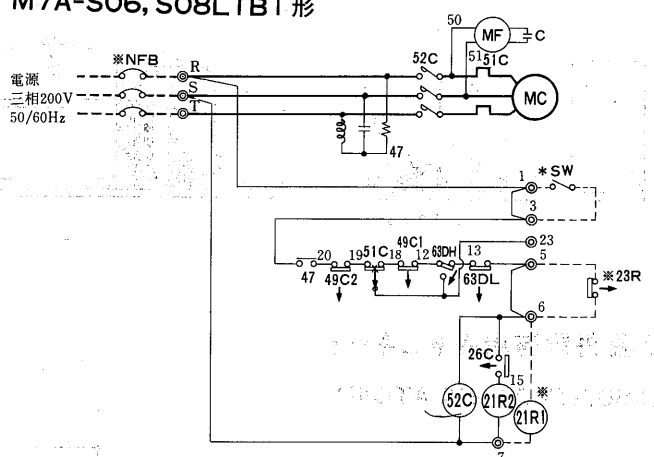 M7A-S06, S08LTBT形
50
MF
C
※NFB
R
52C
51
51C
電源
三相200V
50/60Hz
S
T
MC
47
1
*SW
3
23
20
19
51C
18
49C1
12
63DH
13
5
47
49C2
63DL
※23R
6
26C
15
52C
21R2
※
21R1
7